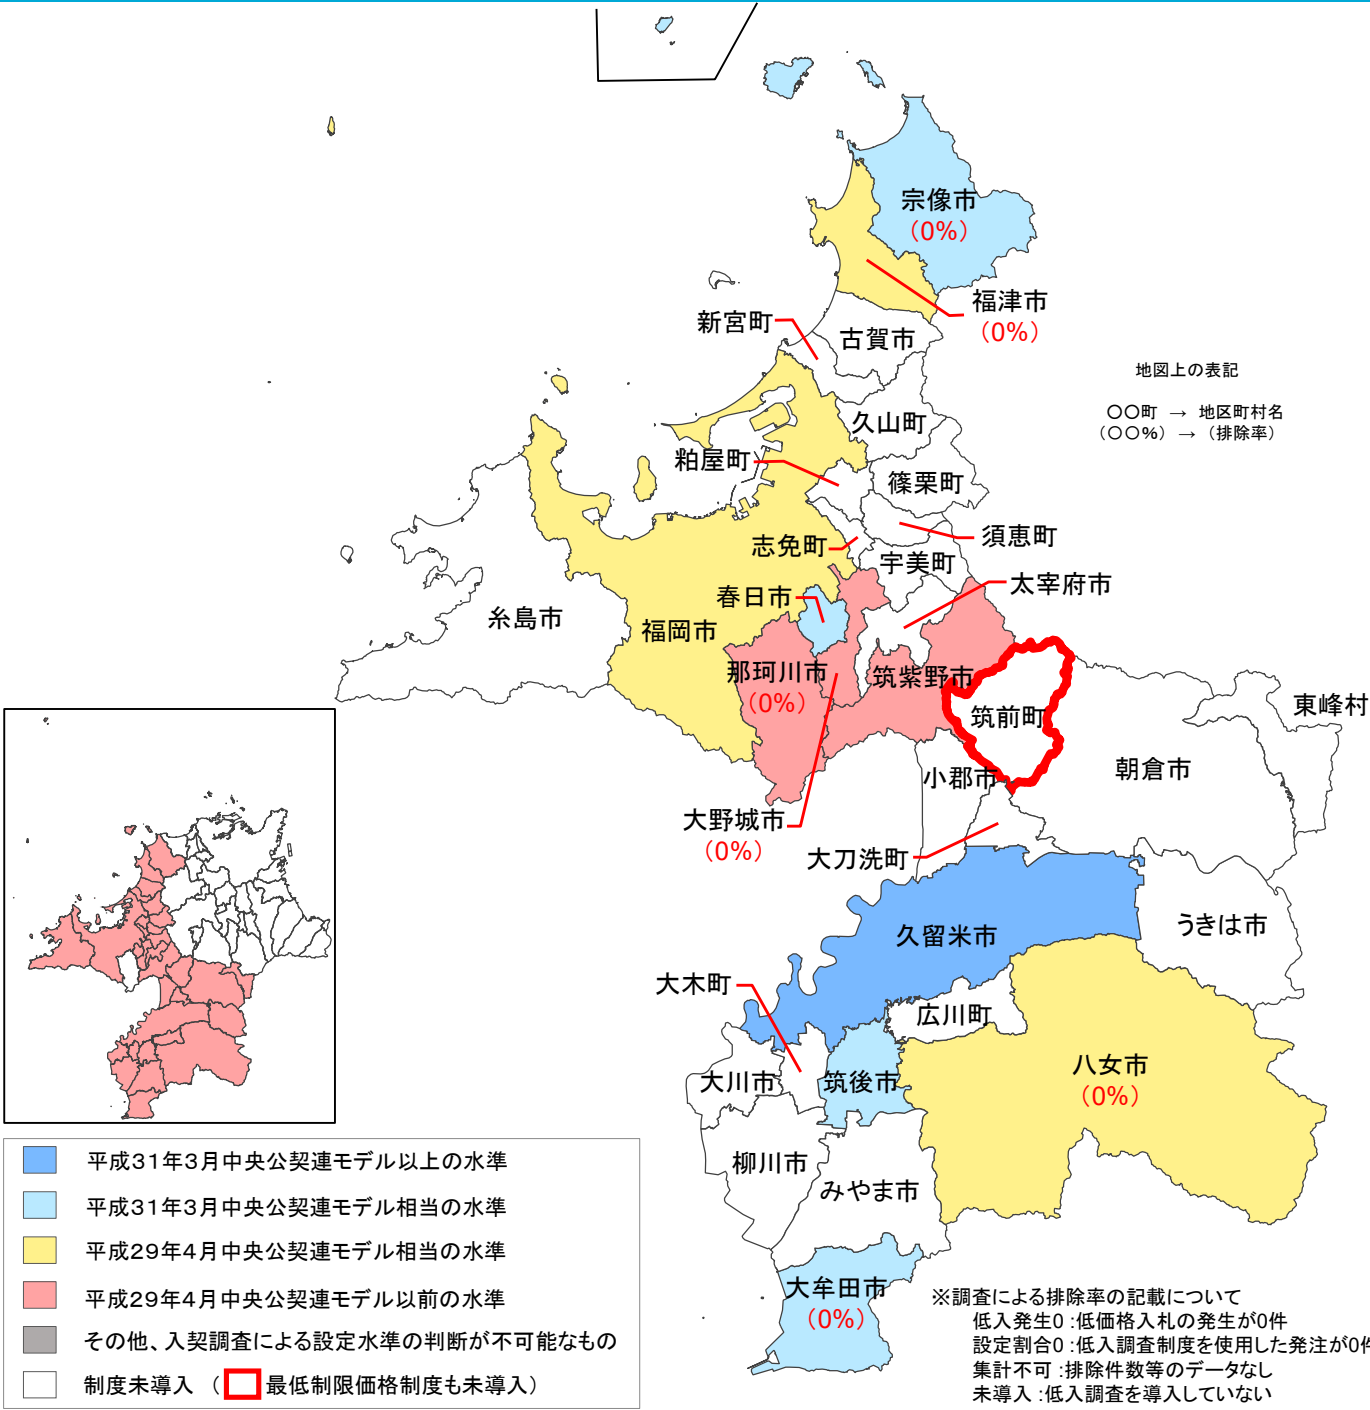 宗像市
(0%)
福津市
(0%)
新宮町
古賀市
地図上の表記
〇〇町 → 地区町村名
(〇〇%) → (排除率)
久山町
粕屋町
篠栗町
須恵町
志免町
宇美町
太宰府市
春日市
糸島市
福岡市
那珂川市
(0%)
筑紫野市
筑前町
東峰村
朝倉市
小郡市
大野城市
(0%)
大刀洗町
久留米市
うきは市
大木町
広川町
八女市
(0%)
大川市
筑後市
柳川市
みやま市
大牟田市
(0%)
平成31年3月中央公契連モデル以上の水準
平成31年3月中央公契連モデル相当の水準
平成29年4月中央公契連モデル相当の水準
平成29年4月中央公契連モデル以前の水準
その他、入契調査による設定水準の判断が不可能なもの
制度未導入 ( 最低制限価格制度も未導入)
※調査による排除率の記載について
低入発生0:低価格入札の発生が0件
設定割合0:低入調査制度を使用した発注が0件
集計不可:排除件数等のデータなし
未導入:低入調査を導入していない